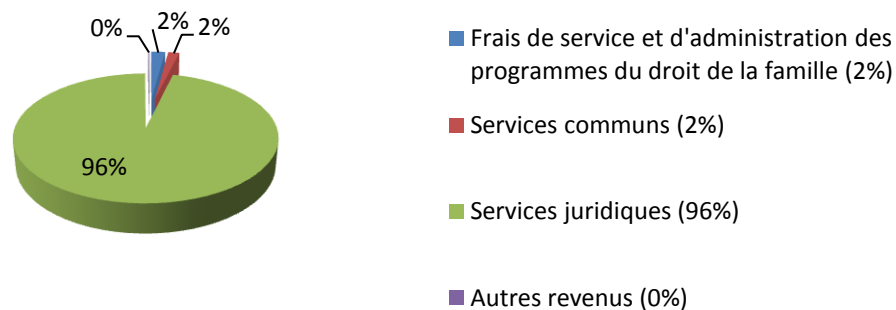 0%
2%
2%
96%
Frais de service et d'administration des
programmes du droit de la famille (2%)
Services communs (2%)
Services juridiques (96%)
Autres revenus (0%)